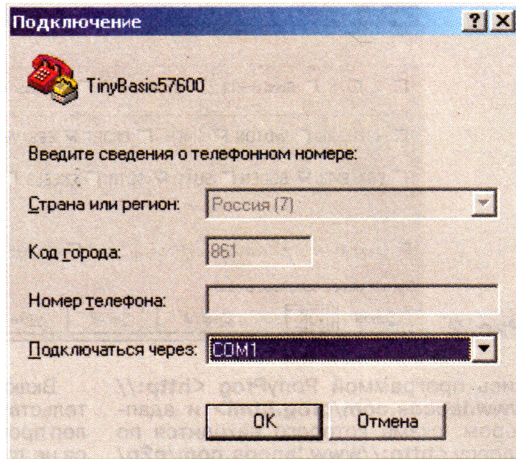 Подключение
TinyBasic57600
Введите сведения о телефонном номере:
Страна или регион: Россия (7)
Код города: 861
Номер телефона:
Подключаться через: COM1
OK Отмена